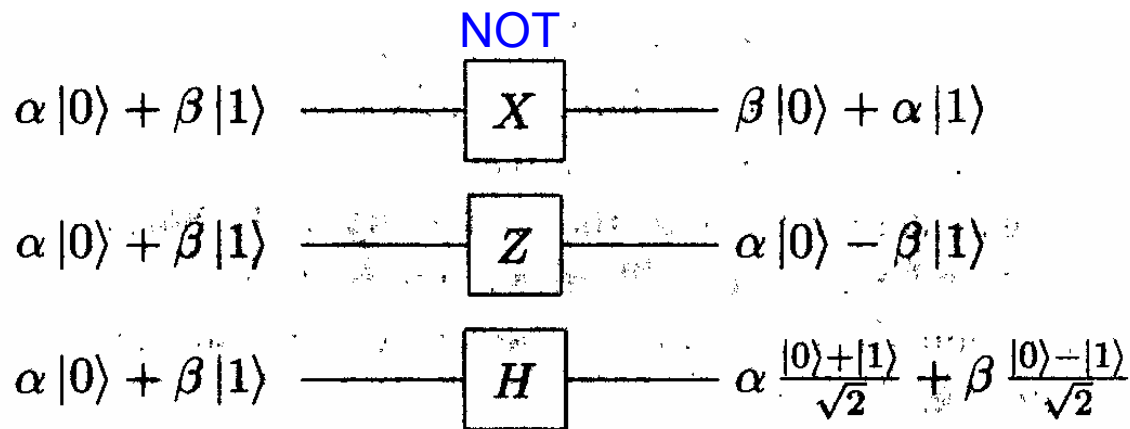 NOT
α |0⟩ + β |1⟩ X β |0⟩ + α |1⟩
α |0⟩ + β |1⟩ Z α |0⟩ − β |1⟩
α |0⟩ + β |1⟩ H α |0⟩+|1⟩/√2 + β |0⟩−|1⟩/√2